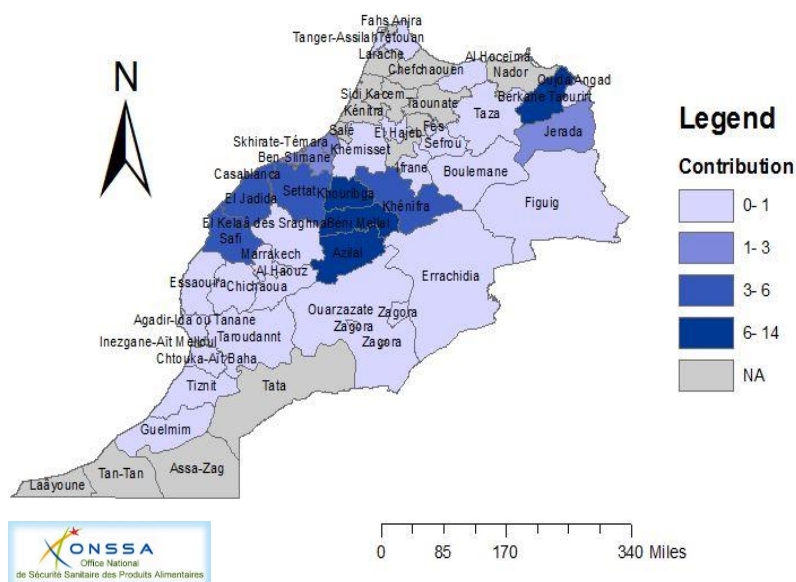 Fahs Anjra
Tanger-Assilah
Tétouan
Larache
Al Hoceïma
Chefchaouen
Nador
Oujda Angad
Berkane Taourirt
Sidi Kacem
Taounate
Kénitra
Taza
Jerada
Salé
El Hajeb
Fès
Sefrou
Skhirate-Témara
Khémisset
Ben Slimane
Ifrane
Boulemane
Casablanca
Settat
Khouribga
Khénifra
Figuig
El Jadida
El Kelaâ des Sraghna
Beni Mellal
Safi
Marrakech
Azilal
Al Haouz
Errachidia
Essaouira
Chichaoua
Ouarzazate
Zagora
Agadir-Ida ou Tanane
Zagora
Inezgane-Aït Melloul
Taroudannt
Zagora
Chtouka-Aït Baha
Tiznit
Tata
Guelmim
Assa-Zag
Tan-Tan
Laâyoune
N
Legend
Contribution
0- 1
1- 3
3- 6
6- 14
NA
ONSSA
Office National
de Sécurité Sanitaire des Produits Alimentaires
0 85 170 340 Miles